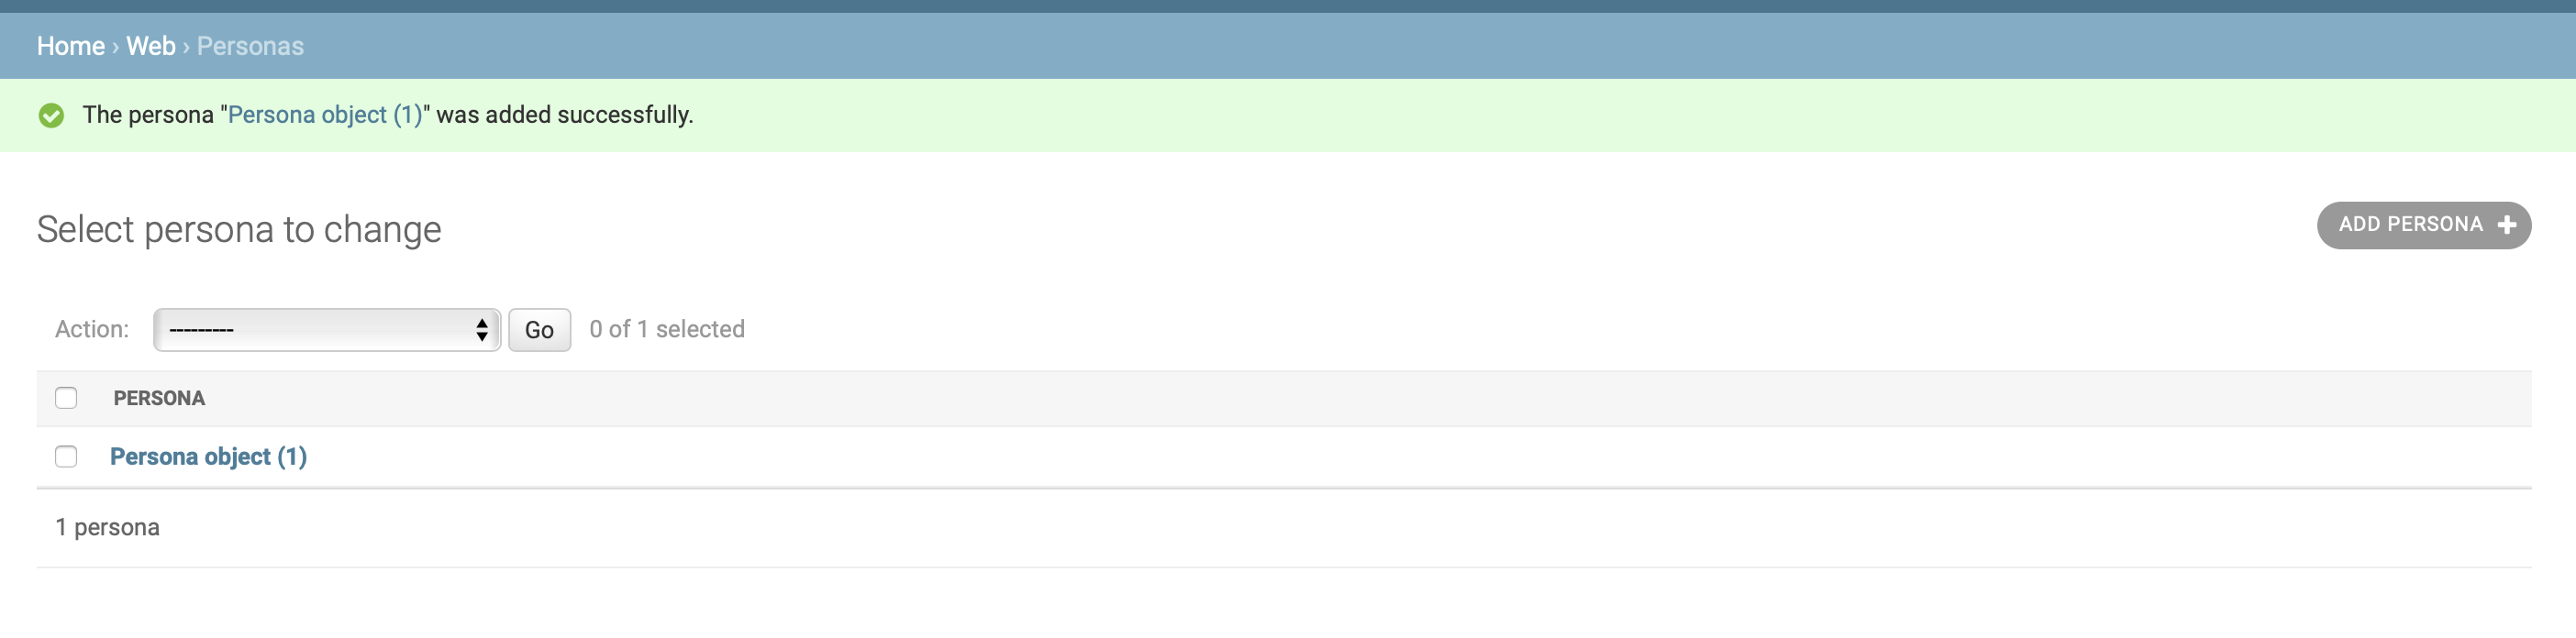 Home › Web › Personas
The persona "Persona object (1)" was added successfully.
Select persona to change
ADD PERSONA +
Action: --------- Go 0 of 1 selected
PERSONA
Persona object (1)
1 persona